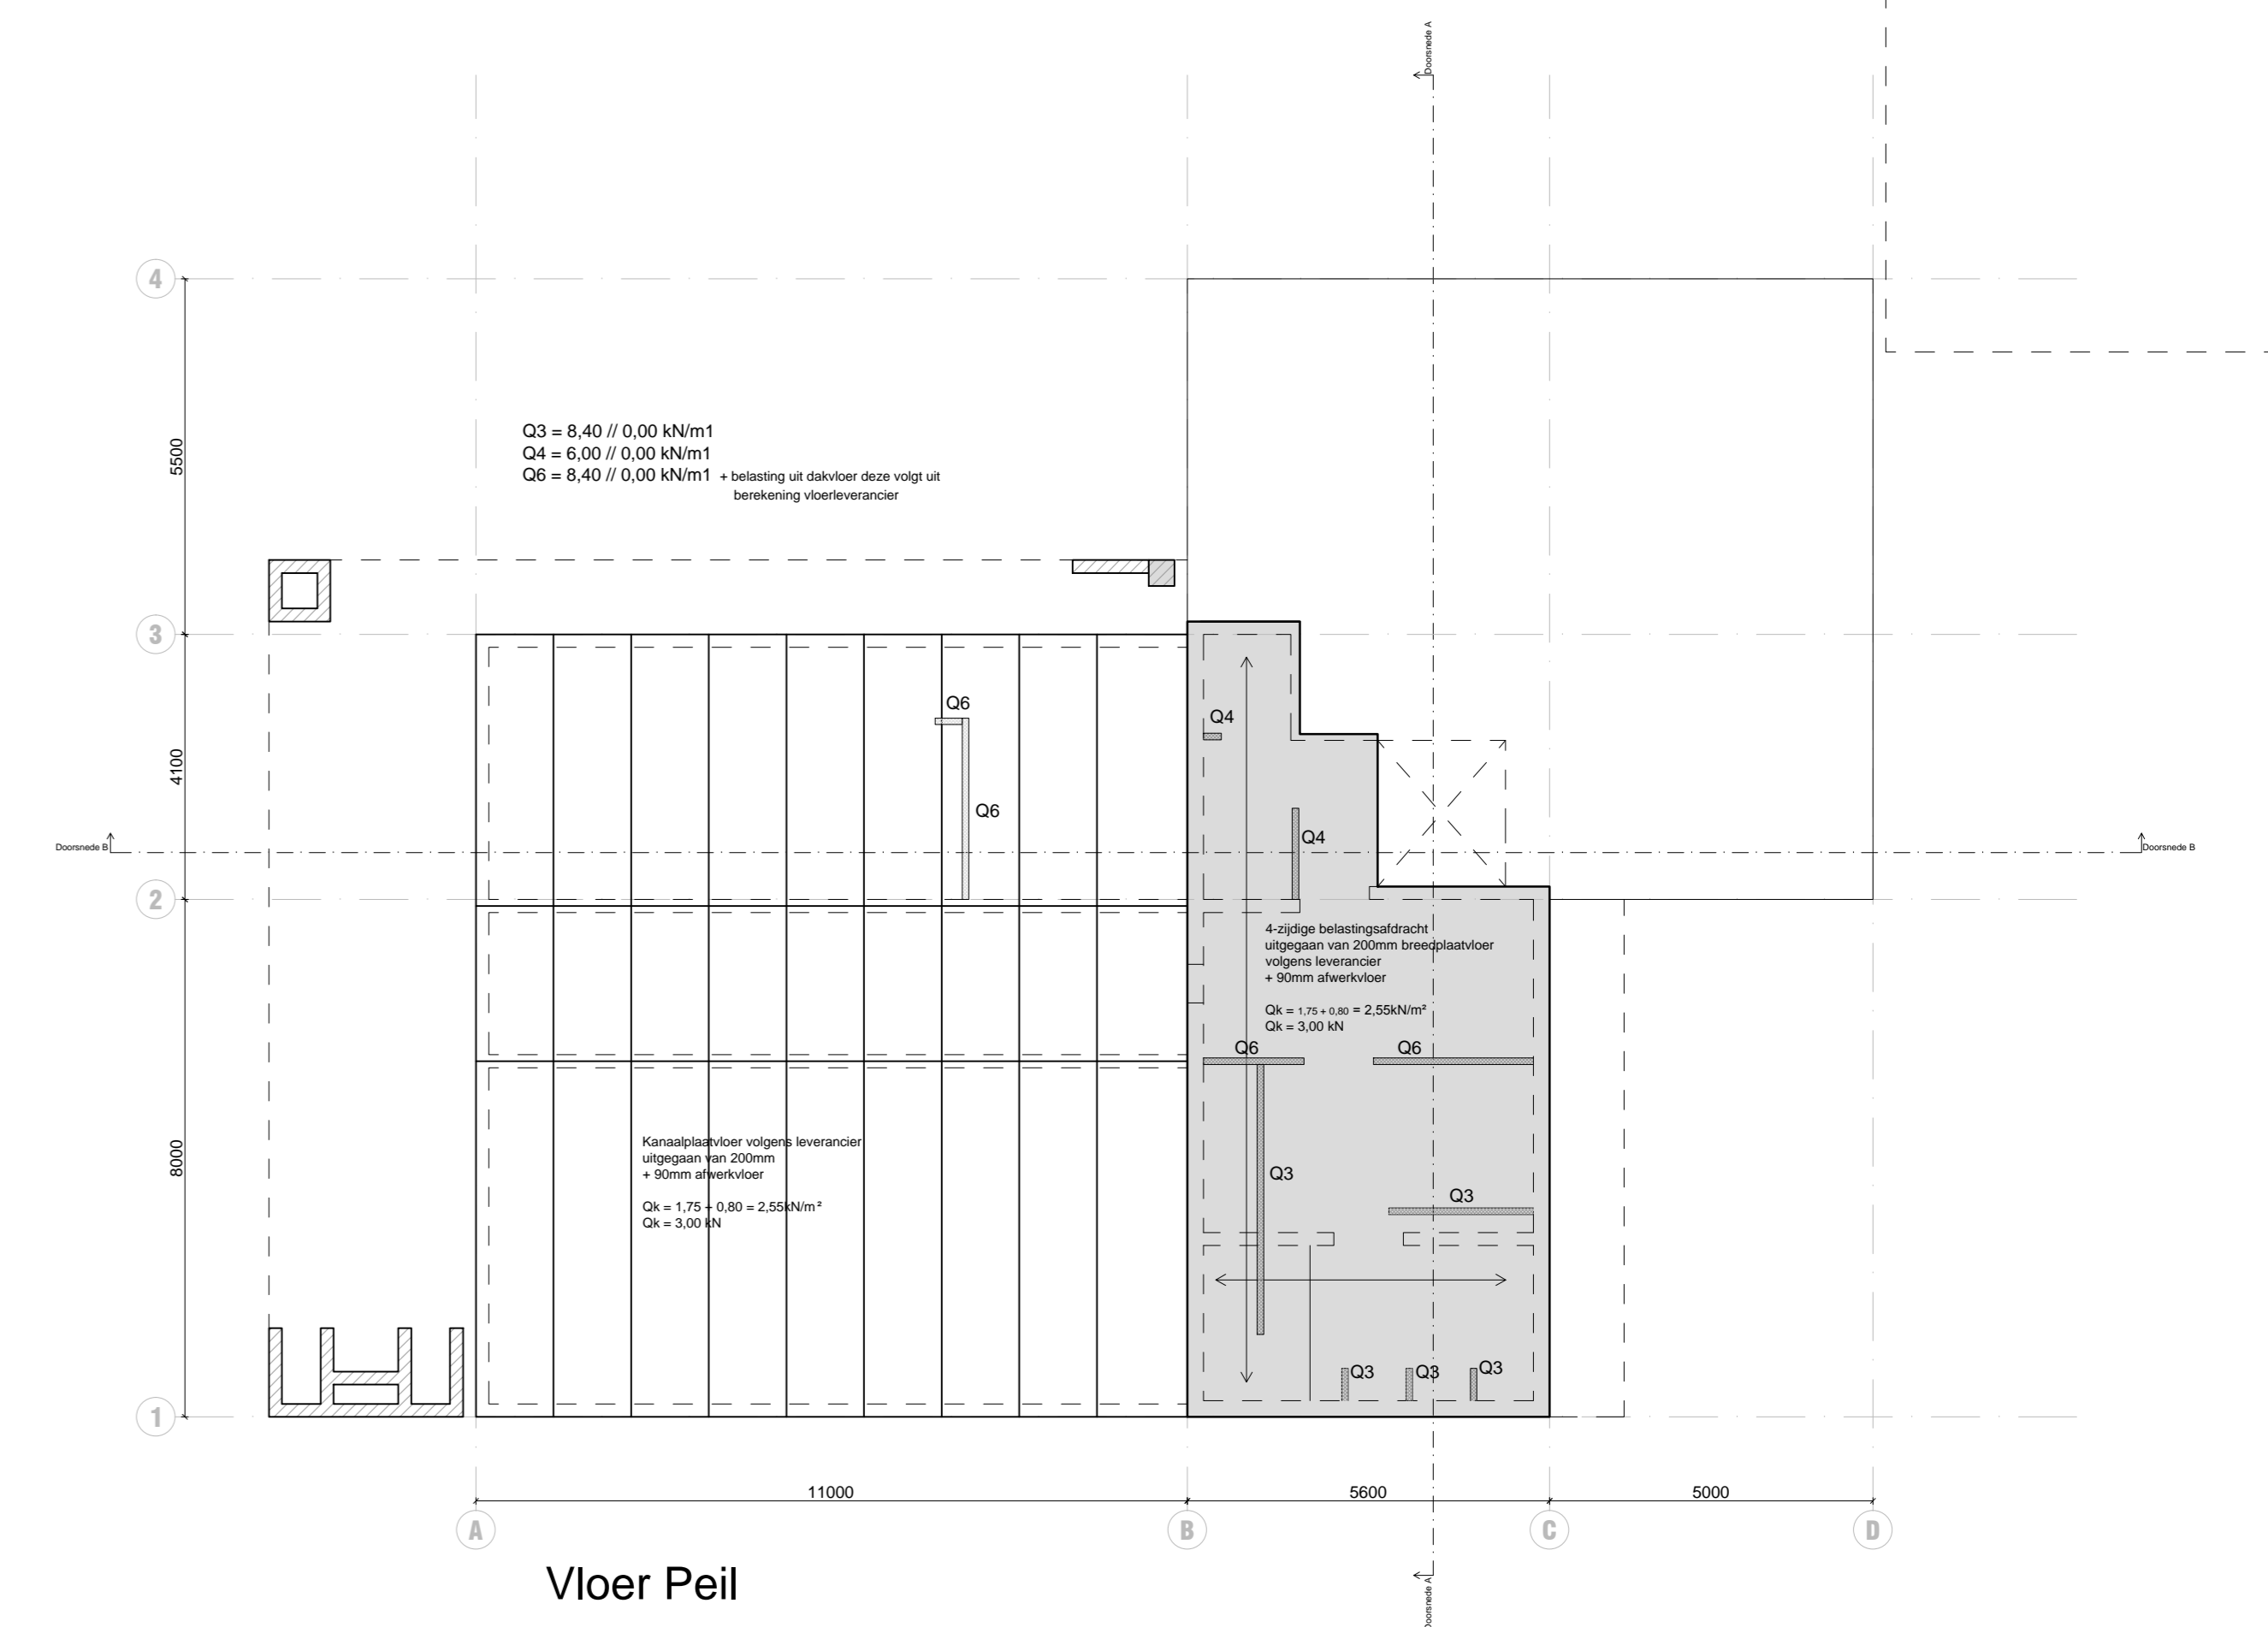 Doorsnede A
4
Q3 = 8,40 // 0,00 kN/m1
Q4 = 6,00 // 0,00 kN/m1
Q6 = 8,40 // 0,00 kN/m1 + belasting uit dakvloer deze volgt uit
berekening vloerleverancier
5500
3
Q6
Q4
4100
Q6
Q4
Doorsnede B
Doorsnede B
2
4-zijdige belastingsafdracht
uitgegaan van 200mm breedplaatvloer
volgens leverancier
+ 90mm afwerkvloer
Qk = 1,75 + 0,80 = 2,55kN/m²
Qk = 3,00 kN
Q6
Q6
8000
Kanaalplaatvloer volgens leverancier
uitgegaan van 200mm
+ 90mm afwerkvloer
Qk = 1,75 + 0,80 = 2,55kN/m²
Qk = 3,00 kN
Q3
Q3
Q3
Q3
Q3
1
11000
5600
5000
A
B
C
D
Vloer Peil
Doorsnede A